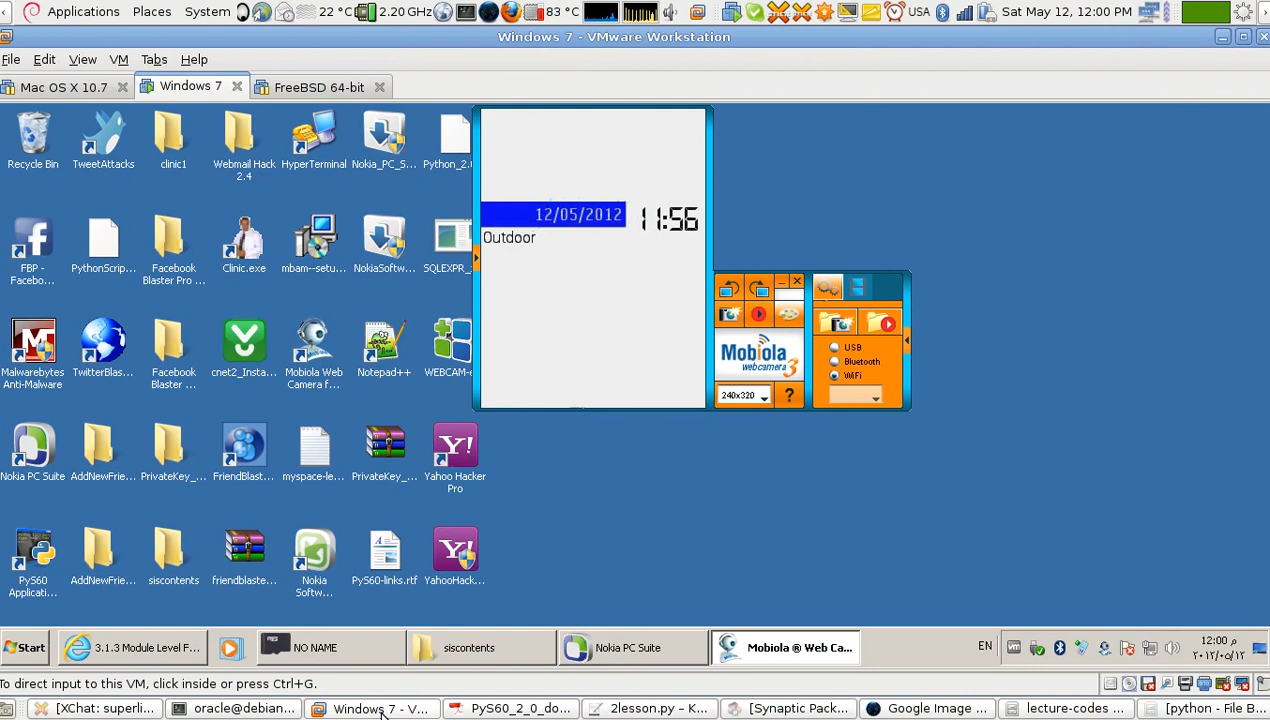 Applications Places System 22 °C 2.20 GHz 83 °C USA Sat May 12, 12:00 PM
Windows 7 - VMware Workstation
File Edit View VM Tabs Help
Mac OS X 10.7 Windows 7 FreeBSD 64-bit
Recycle Bin TweetAttacks clinic1 Webmail Hack 2.4 HyperTerminal Nokia_PC_S...
12/05/2012 11:56
Outdoor
FBP - Facebo... PythonScrip... Facebook Blaster Pro ... Clinic.exe mbam--setu... NokiaSoftw... SQLEXPR_...
Malwarebytes Anti-Malware TwitterBlas... Facebook Blaster ... cnet2_Insta... Mobiola Web Camera f... Notepad++ WEBCAM-e...
Mobiola webcamera 3
240x320 ?
USB
Bluetooth
WiFi
Nokia PC Suite AddNewFrie... PrivateKey_... FriendBlast... myspace-le... PrivateKey_... Yahoo Hacker Pro
PyS60 Applicatio... AddNewFrie... siscontents friendblaste... Nokia Softw... PyS60-links.rtf YahooHack...
Start 3.1.3 Module Level F... NO NAME siscontents Nokia PC Suite Mobiola ® Web Ca... EN 12:00 م
٢٠١٢/٠٥/١٢
To direct input to this VM, click inside or press Ctrl+G.
[XChat: superli... oracle@debian... Windows 7 - V... PyS60_2_0_do... 2lesson.py – K... [Synaptic Pack... Google Image ... lecture-codes ... [python - File B...